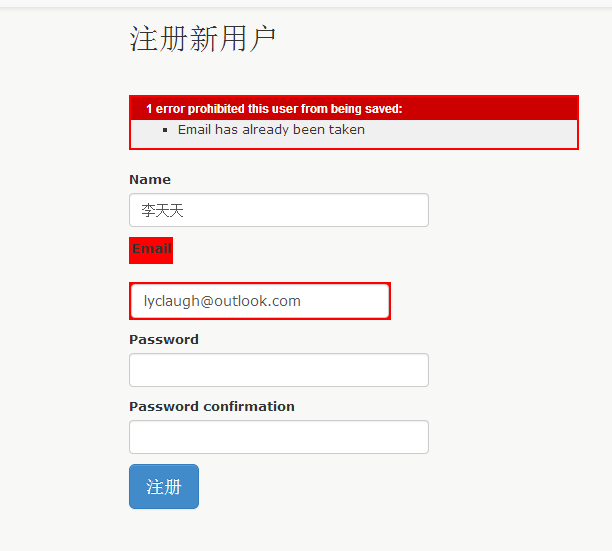 注册新用户
1 error prohibited this user from being saved:
Email has already been taken
Name
李天天
Email
lyclaugh@outlook.com
Password
Password confirmation
注册